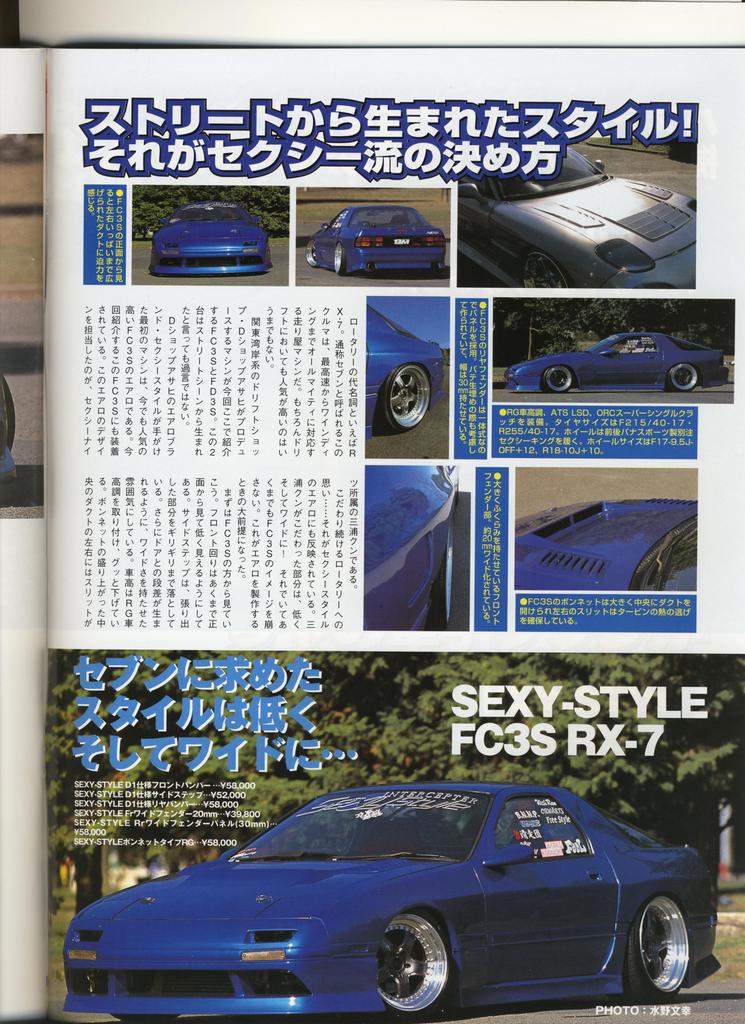 ストリートから生まれたスタイル!
それがセクシー流の決め方
●FC3Sの正面から見
ると左右いっぱいまで広
げられたダクトに迫力を
感じる。
ロータリーの代名詞といえばR
X-7。通称セブンと呼ばれるこの
クルマは、最高速からワインディ
ングまでオールマイティに対応す
る走り屋マシンだ。もちろんドリ
フトにおいても人気が高いのはい
うまでもない。
関東湾岸系のドリフトショッ
プ・Dショップアサヒがプロデュ
ースするマシンが今回ここで紹介
するFC3SとFD3S。この2
台はストリートシーンから生まれ
たと言っても過言ではない。
Dショップアサヒのエアロブラ
ンド・セクシースタイルが手がけ
た最初のマシンは、今でも人気の
高いFC3Sのエアロである。今
回紹介するこのFC3Sにも装着
されている。このエアロのデザイ
ンを担当したのが、セクシーナイ
●FC3Sのリヤフェンダーは一体式なの
でパネルを採用。パテ生埋めの際も考慮し
て作られていて、幅は30㎜持たせている。
●RG車高調、ATS LSD、ORCスーパーシングルクラ
ッチを装備。タイヤサイズはF215/40-17・
R255/40-17。ホイールは前後パナスポーツ製別注
セクシーキングを履く。ホイールサイズはF17-9.5J-
OFF+12、R18-10J+10。
ツ所属の三浦クンである。
こだわり続けるロータリーへの
思い……それがセクシースタイル
のエアロにも反映されている。三
浦クンがこだわった部分は、低く
そしてワイドに！ それでいてあ
くまでもFC3Sのイメージを崩
さない。これがエアロを製作する
ときの大前提になった。
まずはFC3Sの方から見てい
こう。フロント回りはあくまで正
面から見て低く見えるようにして
ある。サイドステップは、張り出
した部分をギリギリまで落として
いる。さらにドアとの段差が生ま
れるように、ワイドさを持たせた
雰囲気にしている。車高はRG車
高調を取り付け、グッと下げてい
る。ボンネットの盛り上がった中
央のダクトの左右にはスリットが
●大きくふくらみを持たせているフロント
フェンダー部。約20㎜ワイド化されている。
●FC3Sのボンネットは大きく中央にダクトを
開けられ左右のスリットはタービンの熱の逃げ
を確保している。
セブンに求めた
スタイルは低く
そしてワイドに…
SEXY-STYLE
FC3S RX-7
SEXY-STYLE D1仕様フロントバンパー…¥58,000
SEXY-STYLE D1仕様サイドステップ…¥52,000
SEXY-STYLE D1仕様リヤバンパー…¥58,000
SEXY-STYLE Frワイドフェンダー20mm…¥39,800
SEXY-STYLE Rrワイドフェンダーパネル(30mm)…
¥58,000
SEXY-STYLEボンネットタイプRG…¥58,000
INTERCEPTER
Free Style
PHOTO：水野文幸